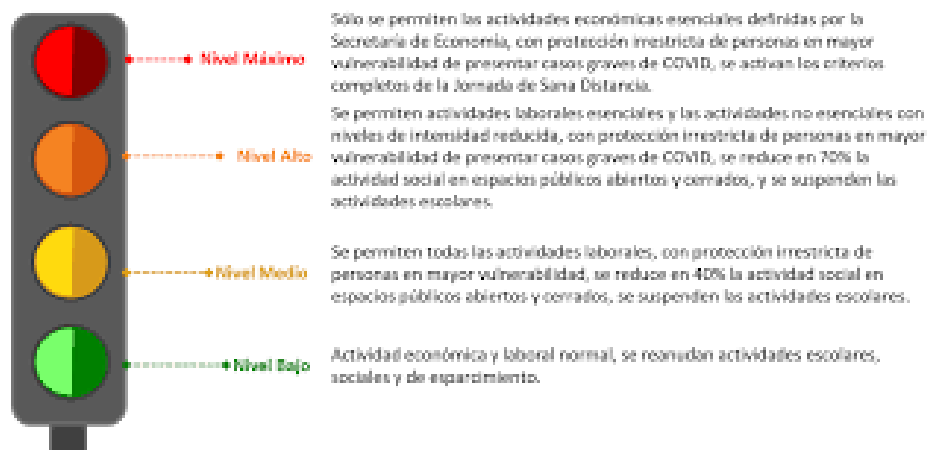 Nivel Máximo
Sólo se permiten las actividades económicas esenciales definidas por la
Secretaría de Economía, con protección irrestricta de personas en mayor
vulnerabilidad de presentar casos graves de COVID, se activan los criterios
completos de la Jornada de Sana Distancia.
Nivel Alto
Se permiten actividades laborales esenciales y las actividades no esenciales con
niveles de intensidad reducida, con protección irrestricta de personas en mayor
vulnerabilidad de presentar casos graves de COVID, se reduce en 70% la
actividad social en espacios públicos abiertos y cerrados, y se suspenden las
actividades escolares.
Nivel Medio
Se permiten todas las actividades laborales, con protección irrestricta de
personas en mayor vulnerabilidad, se reduce en 40% la actividad social en
espacios públicos abiertos y cerrados, se suspenden las actividades escolares.
Nivel Bajo
Actividad económica y laboral normal, se reanudan actividades escolares,
sociales y de esparcimiento.